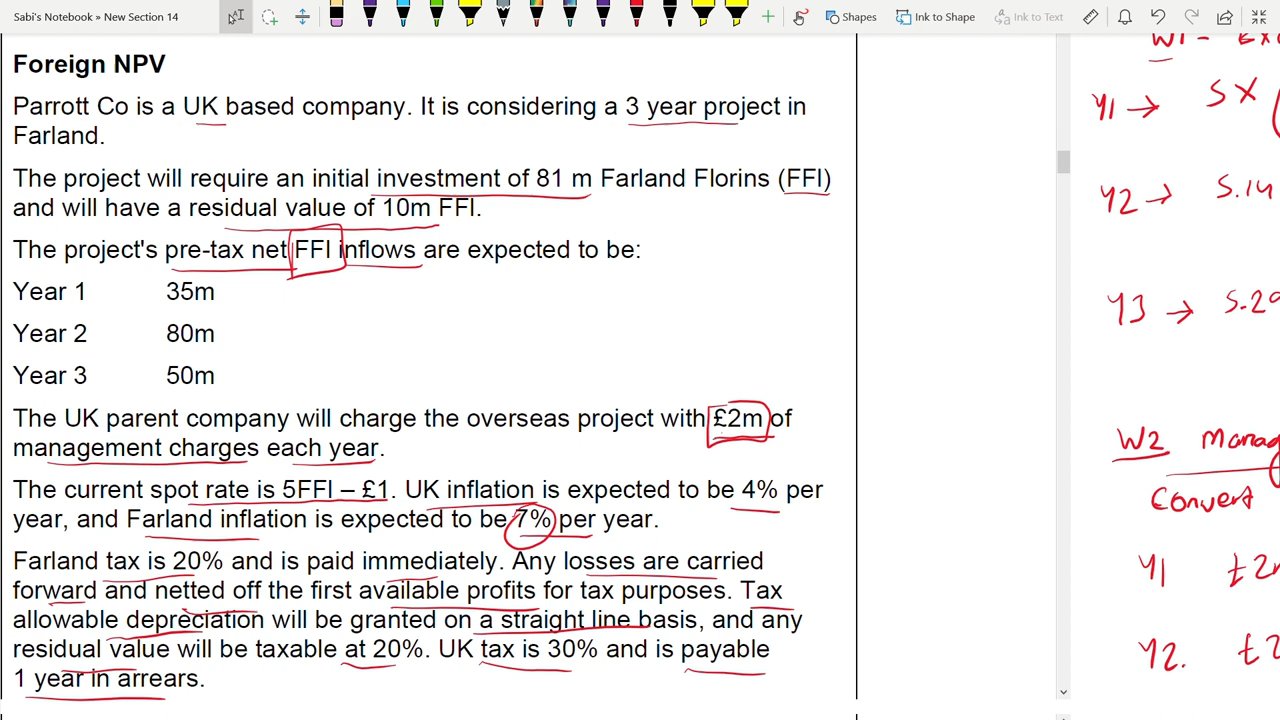 Sabi's Notebook » New Section 14
Shapes
Ink to Shape
Ink to Text
Foreign NPV
Parrott Co is a UK based company. It is considering a 3 year project in
Farland.
The project will require an initial investment of 81 m Farland Florins (FFI)
and will have a residual value of 10m FFI.
The project's pre-tax net FFI inflows are expected to be:
Year 1 35m
Year 2 80m
Year 3 50m
The UK parent company will charge the overseas project with £2m of
management charges each year.
The current spot rate is 5FFI – £1. UK inflation is expected to be 4% per
year, and Farland inflation is expected to be 7% per year.
Farland tax is 20% and is paid immediately. Any losses are carried
forward and netted off the first available profits for tax purposes. Tax
allowable depreciation will be granted on a straight line basis, and any
residual value will be taxable at 20%. UK tax is 30% and is payable
1 year in arrears.
Y1 → 5 X
Y2 → 5.14
Y3 → 5.29
W2 Manag
Convert
Y1 £2
Y2. £2